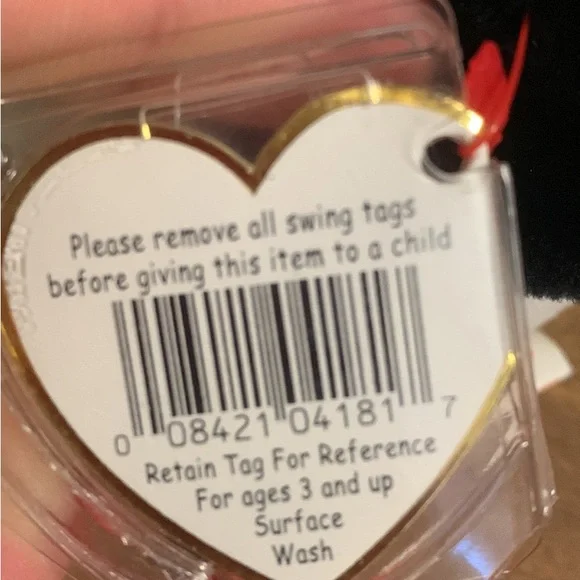 Please remove all swing tags
before giving this item to a child
0 08421 04181 7
Retain Tag For Reference
For ages 3 and up
Surface
Wash